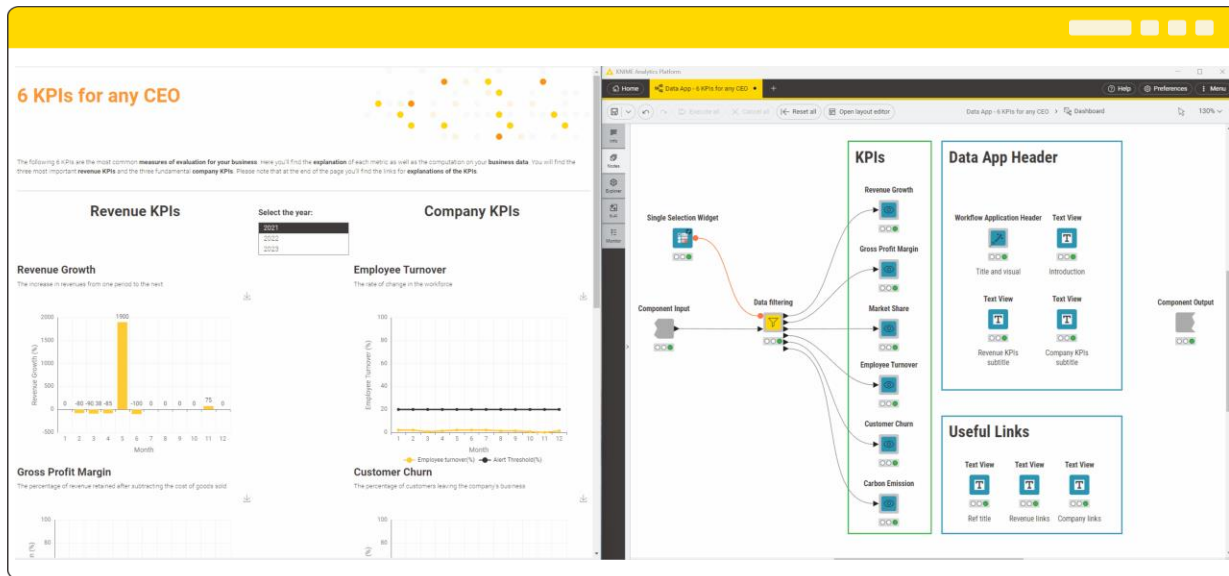 6 KPIs for any CEO
The following 6 KPIs are the most common measures of evaluation for your business. Here you'll find the explanation of each metric as well as the computation on your business data. You will find the
three most important revenue KPIs and the three fundamental company KPIs. Please note that at the end of the page you'll find the links for explanations of the KPIs.
Revenue KPIs
Select the year:
2021
2022
2023
Company KPIs
Revenue Growth
The increase in revenues from one period to the next
2000
1500
1000
500
0
-500
Revenue Growth (%)
1900
0 -80 -90.38 -85 -100 0 0 0 0 75 0
1 2 3 4 5 6 7 8 9 10 11 12
Month
Employee Turnover
The rate of change in the workforce
100
80
60
40
20
0
Employee Turnover (%)
1 2 3 4 5 6 7 8 9 10 11 12
Month
Employee turnover(%) Alert Threshold(%)
Gross Profit Margin
The percentage of revenue retained after subtracting the cost of goods sold
100
80
Customer Churn
The percentage of customers leaving the company's business
100
80
KNIME Analytics Platform
Home
Data App - 6 KPIs for any CEO
+
Help
Preferences
Menu
Execute all
Cancel all
Reset all
Open layout editor
Data App - 6 KPIs for any CEO > Dashboard
130%
Info
Nodes
Explorer
K-AI
Monitor
Single Selection Widget
Component Input
Data filtering
KPIs
Revenue Growth
Gross Profit Margin
Market Share
Employee Turnover
Customer Churn
Carbon Emission
Data App Header
Workflow Application Header
Title and visual
Text View
T
Introduction
Text View
T
Revenue KPIs
subtitle
Text View
T
Company KPIs
subtitle
Component Output
Useful Links
Text View
T
Ref title
Text View
T
Revenue links
Text View
T
Company links